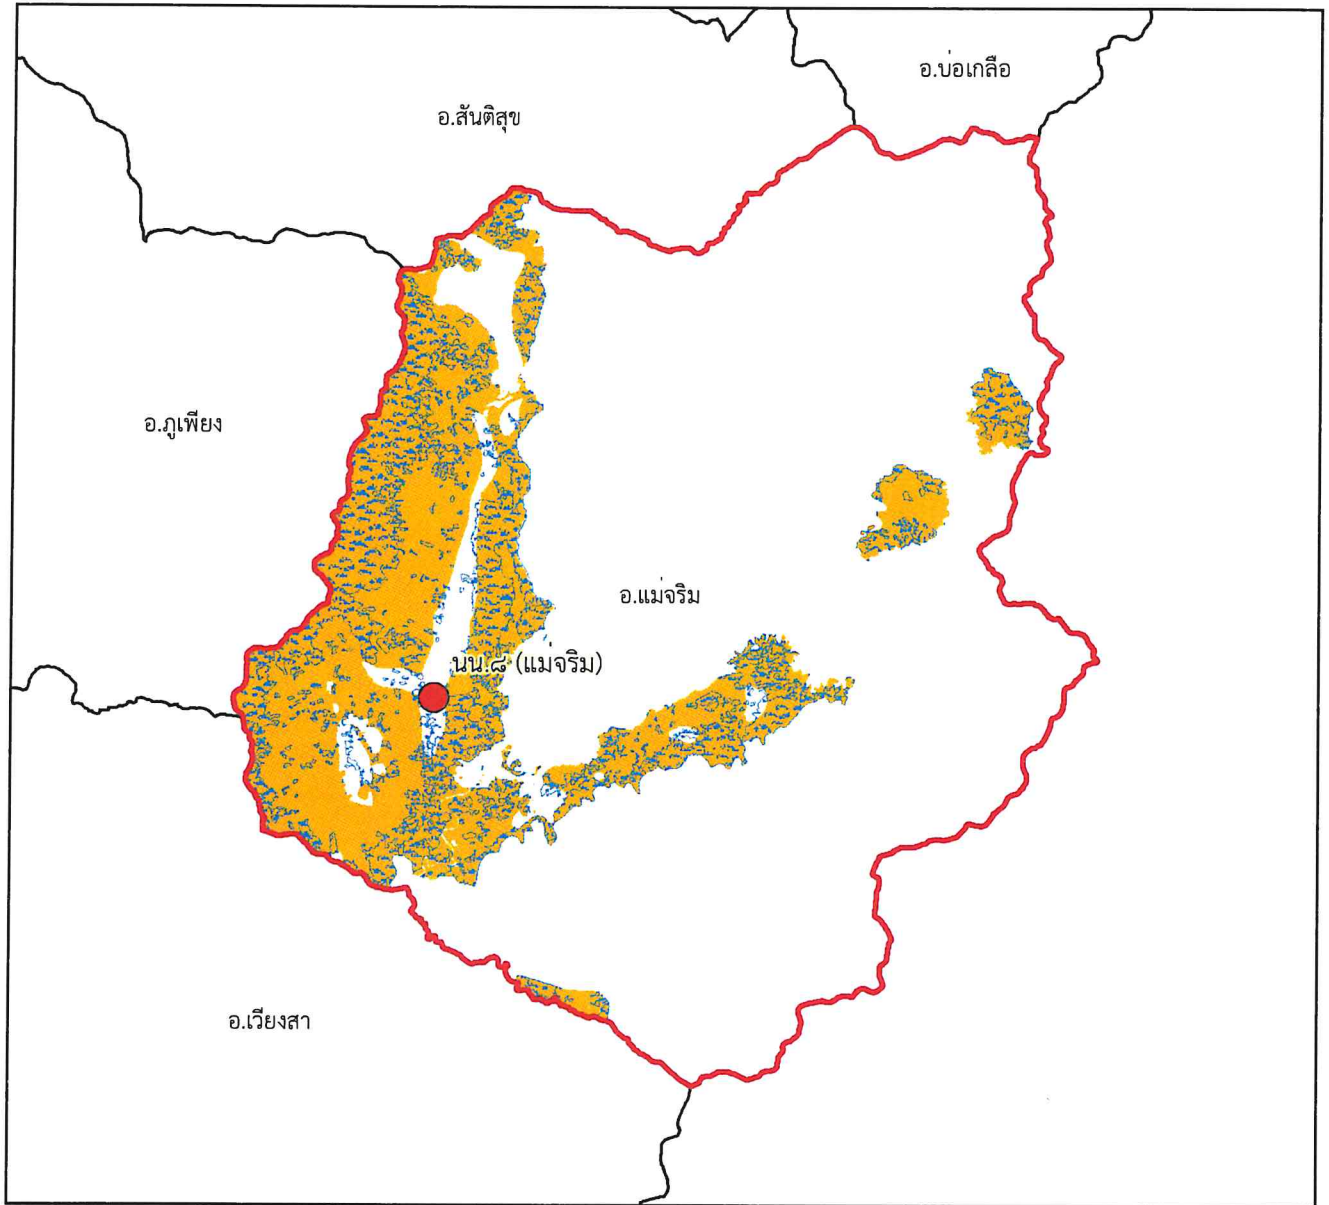 อ.บ่อเกลือ
อ.สันติสุข
อ.ภูเพียง
อ.แม่จริม
นน.๘ (แม่จริม)
อ.เวียงสา